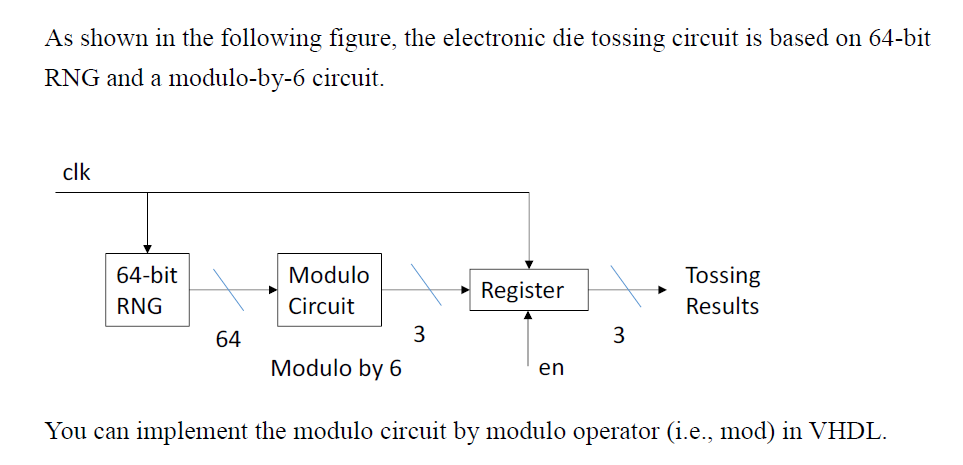 As shown in the following figure, the electronic die tossing circuit is based on 64-bit
RNG and a modulo-by-6 circuit.
clk
64-bit
RNG
64
Modulo
Circuit
Modulo by 6
3
Register
en
3
Tossing
Results
You can implement the modulo circuit by modulo operator (i.e., mod) in VHDL.